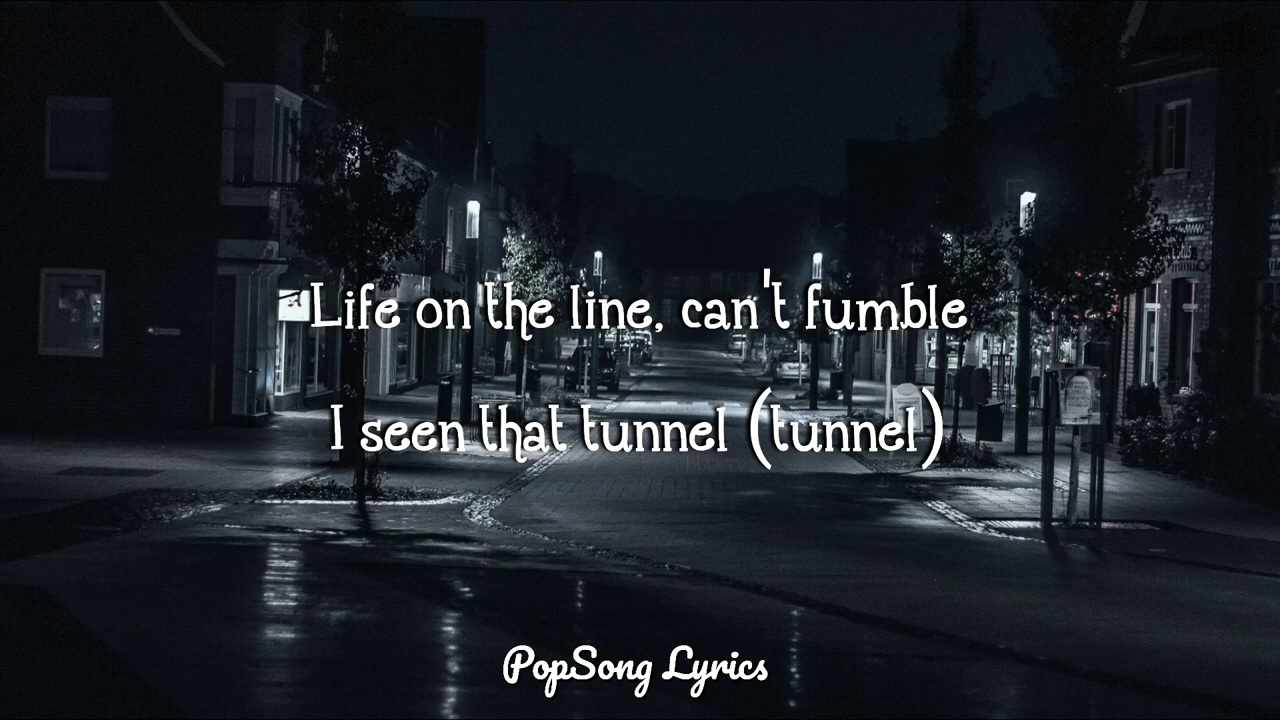 Life on the line, can't fumble
I seen that tunnel (tunnel)
PopSong Lyrics